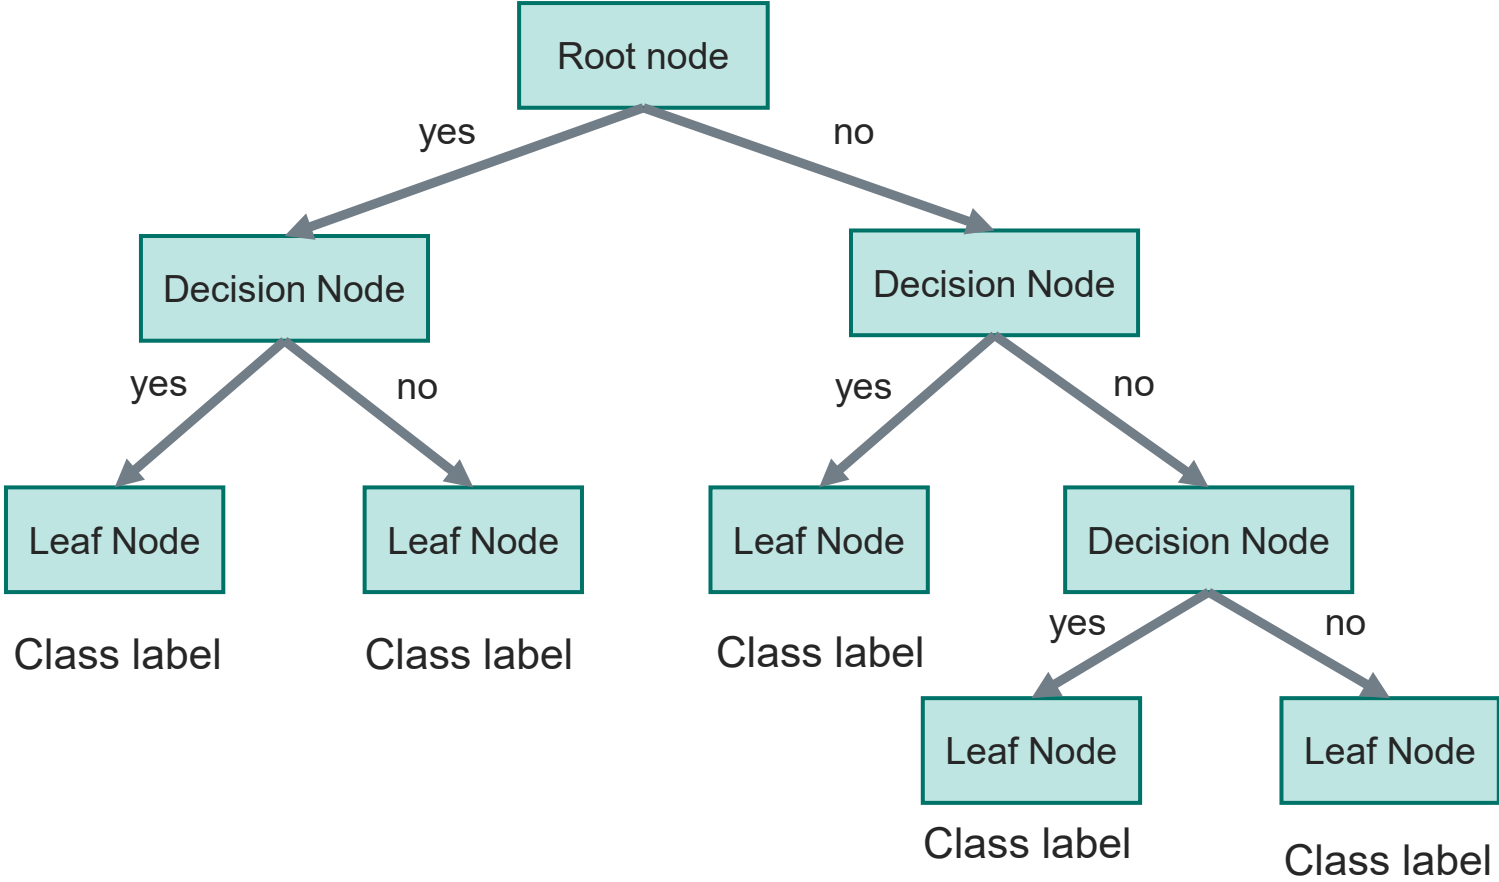 Root node
yes
no
Decision Node
Decision Node
yes
no
yes
no
Leaf Node
Leaf Node
Leaf Node
Decision Node
Class label
Class label
Class label
yes
no
Leaf Node
Leaf Node
Class label
Class label